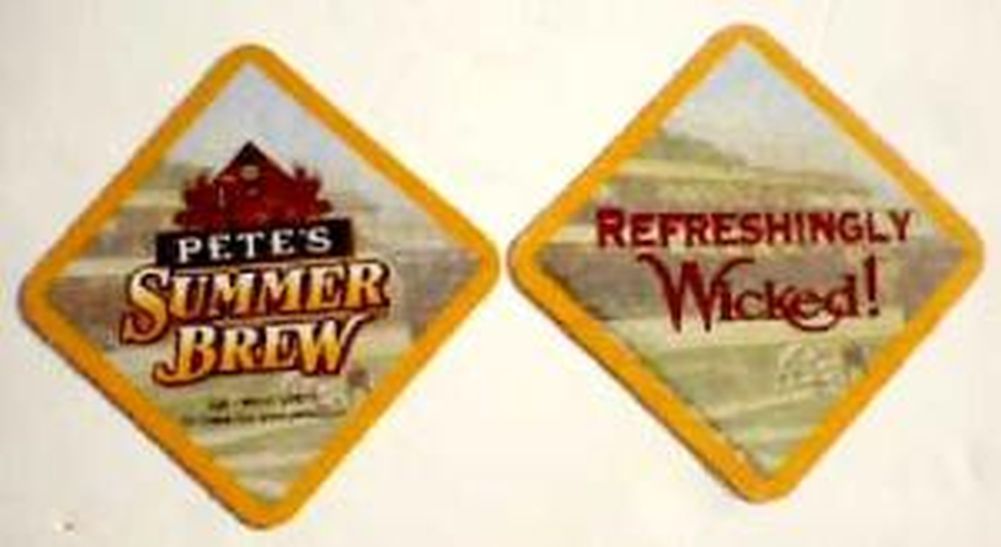 PETE'S
SUMMER
BREW
REFRESHINGLY
Wicked!